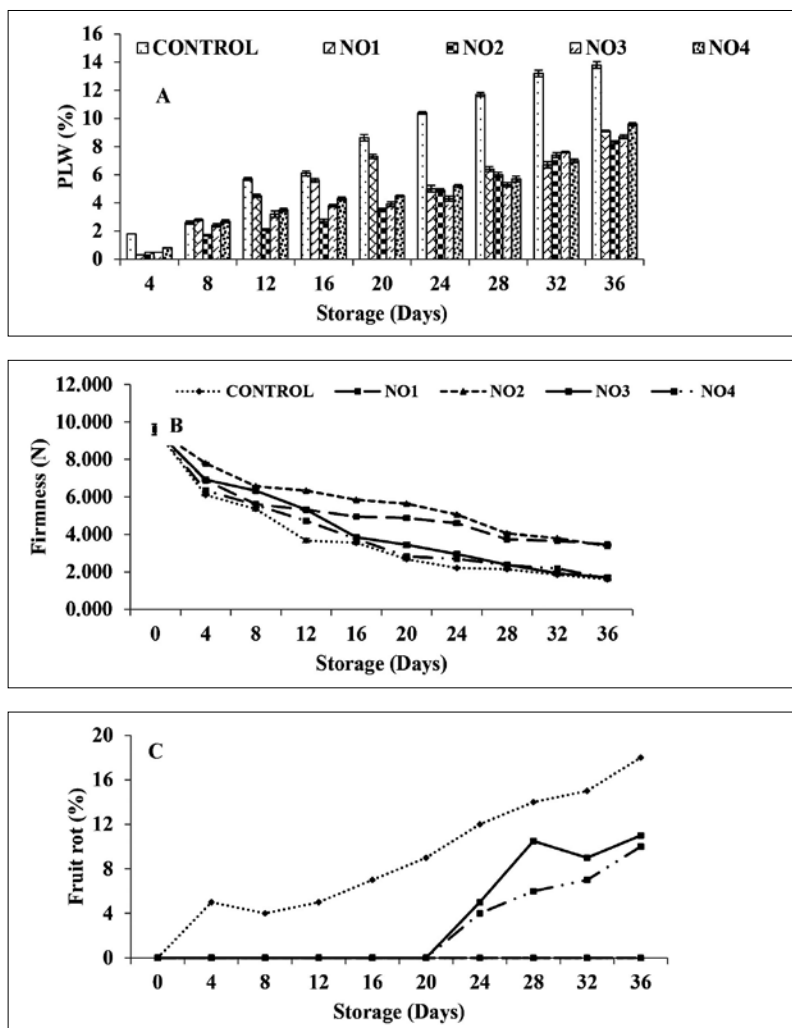 16
14
12
10
8
6
4
2
0
PLW (%)
CONTROL NO1 NO2 NO3 NO4
A
4 8 12 16 20 24 28 32 36
Storage (Days)
12.000
10.000
8.000
6.000
4.000
2.000
0.000
Firmness (N)
CONTROL NO1 NO2 NO3 NO4
B
0 4 8 12 16 20 24 28 32 36
Storage (Days)
20
16
12
8
4
0
Fruit rot (%)
C
0 4 8 12 16 20 24 28 32 36
Storage (Days)